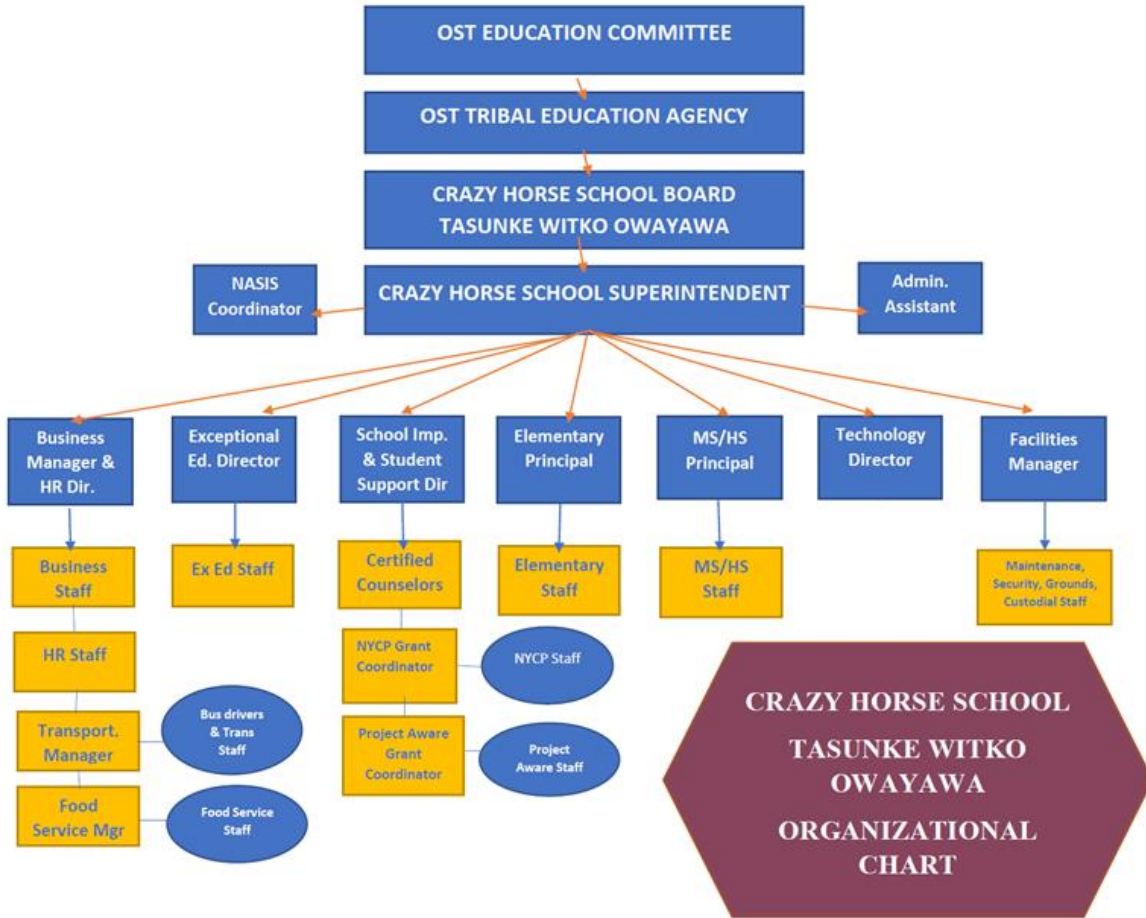 OST EDUCATION COMMITTEE
OST TRIBAL EDUCATION AGENCY
CRAZY HORSE SCHOOL BOARD
TASUNKE WITKO OWAYAWA
NASIS
Coordinator
CRAZY HORSE SCHOOL SUPERINTENDENT
Admin.
Assistant
Business
Manager &
HR Dir.
Exceptional
Ed. Director
School Imp.
& Student
Support Dir
Elementary
Principal
MS/HS
Principal
Technology
Director
Facilities
Manager
Business
Staff
Ex Ed Staff
Certified
Counselors
Elementary
Staff
MS/HS
Staff
Maintenance,
Security, Grounds,
Custodial Staff
HR Staff
NYCP Grant
Coordinator
NYCP Staff
Transport.
Manager
Bus drivers
& Trans
Staff
Project Aware
Grant
Coordinator
Project
Aware Staff
Food
Service Mgr
Food Service
Staff
CRAZY HORSE SCHOOL
TASUNKE WITKO
OWAYAWA
ORGANIZATIONAL
CHART